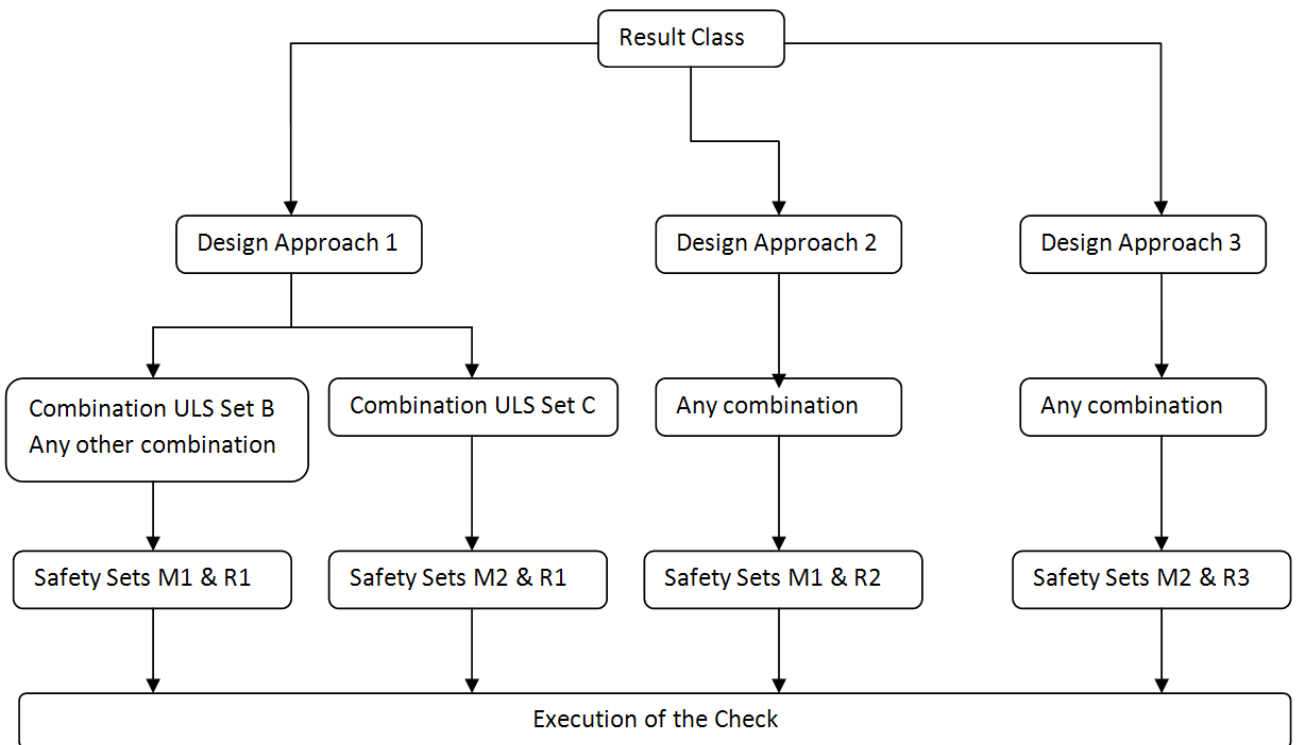 Result Class
Design Approach 1
Design Approach 2
Design Approach 3
Combination ULS Set B
Any other combination
Combination ULS Set C
Any combination
Any combination
Safety Sets M1 & R1
Safety Sets M2 & R1
Safety Sets M1 & R2
Safety Sets M2 & R3
Execution of the Check